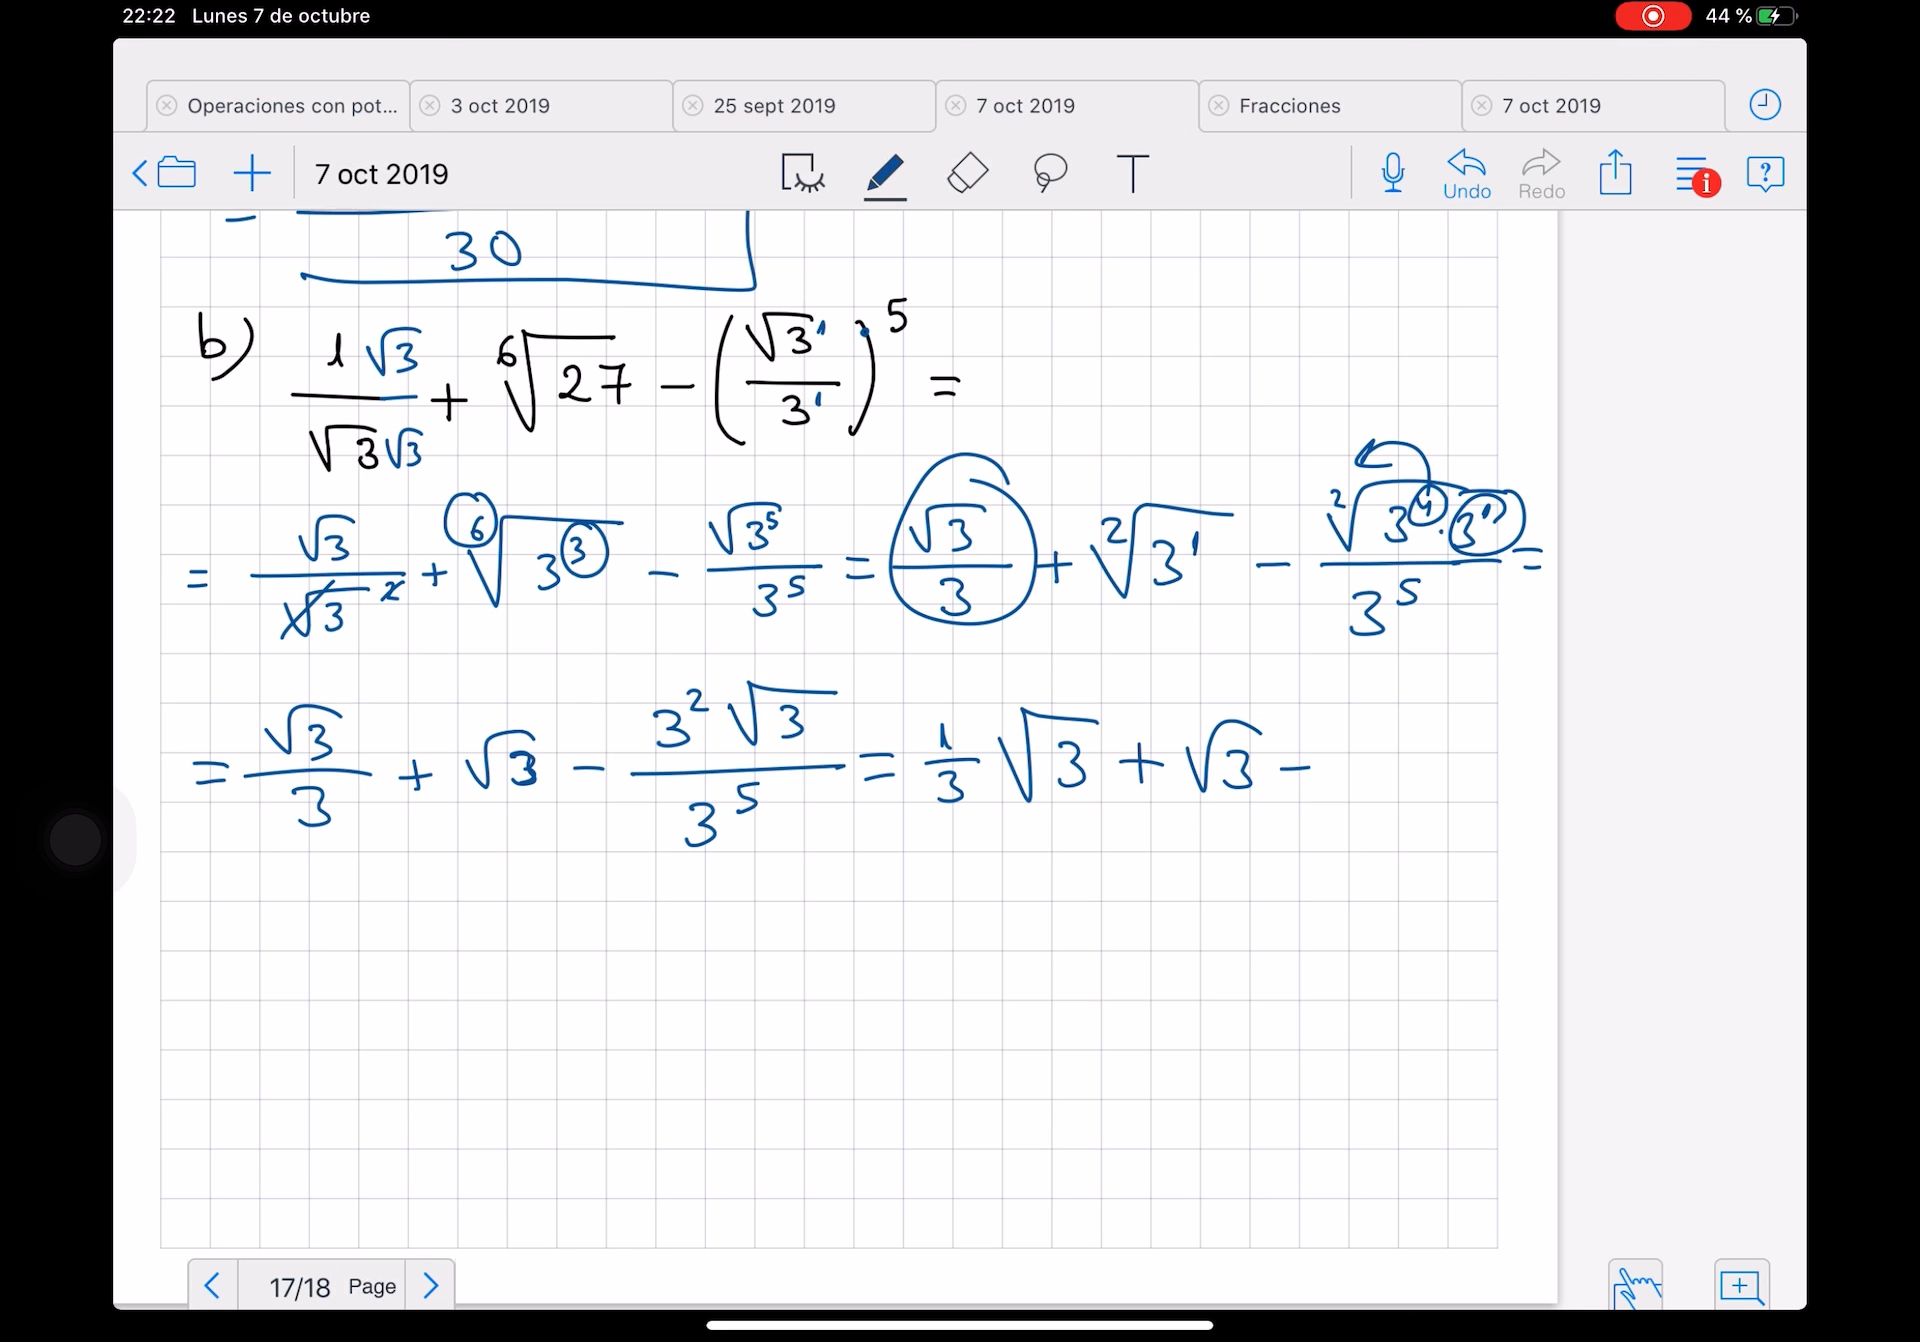 22:22 Lunes 7 de octubre 44 %
Operaciones con pot... 3 oct 2019 25 sept 2019 7 oct 2019 Fracciones 7 oct 2019
7 oct 2019 T Undo Redo i ?
=
30
b) 1√3/√3√3 + ⁶√27 − (√3¹/3¹)⁵ =
= √3/√3² + ⁶√3³ − √3⁵/3⁵ = √3/3 + ²√3¹ − ²√(3⁴·3¹)/3⁵ =
= √3/3 + √3 − 3²√3/3⁵ = 1/3 √3 + √3 −
17/18 Page